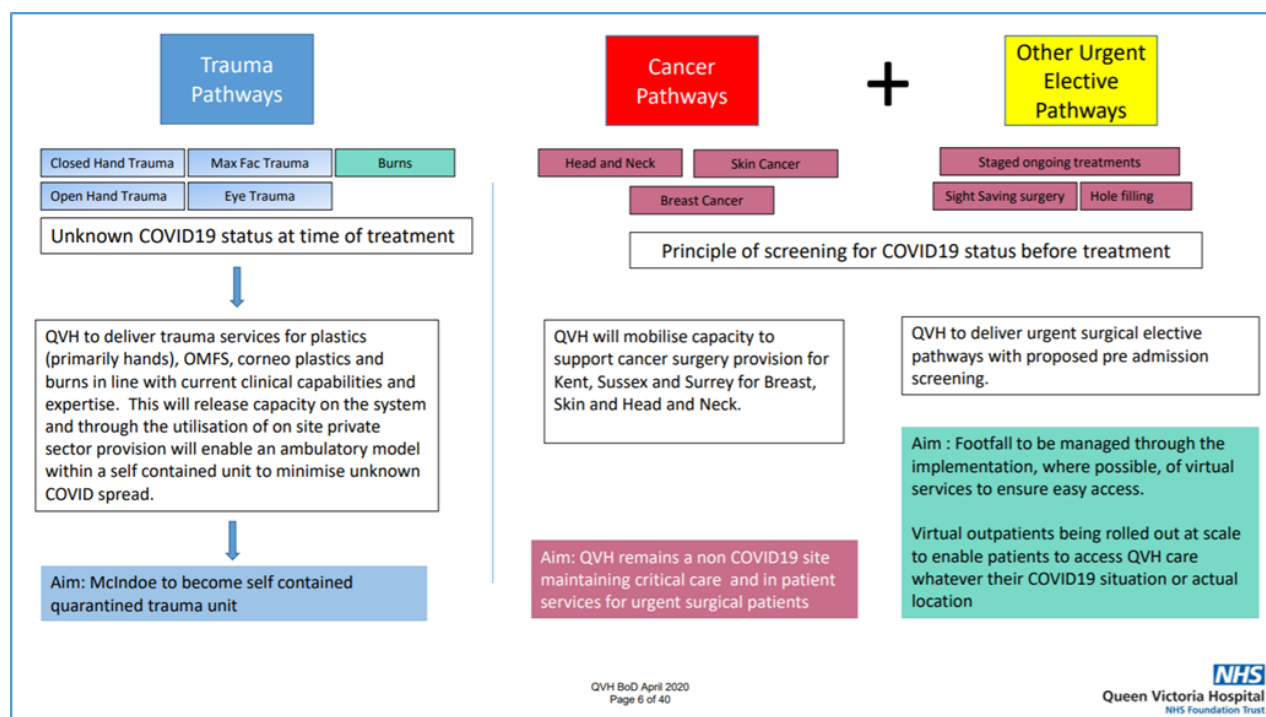 Trauma
Pathways
Cancer
Pathways
+
Other Urgent
Elective
Pathways
Closed Hand Trauma
Max Fac Trauma
Burns
Open Hand Trauma
Eye Trauma
Head and Neck
Skin Cancer
Breast Cancer
Staged ongoing treatments
Sight Saving surgery
Hole filling
Unknown COVID19 status at time of treatment
Principle of screening for COVID19 status before treatment
QVH to deliver trauma services for plastics
(primarily hands), OMFS, corneo plastics and
burns in line with current clinical capabilities and
expertise. This will release capacity on the system
and through the utilisation of on site private
sector provision will enable an ambulatory model
within a self contained unit to minimise unknown
COVID spread.
QVH will mobilise capacity to
support cancer surgery provision for
Kent, Sussex and Surrey for Breast,
Skin and Head and Neck.
QVH to deliver urgent surgical elective
pathways with proposed pre admission
screening.
Aim: McIndoe to become self contained
quarantined trauma unit
Aim: QVH remains a non COVID19 site
maintaining critical care and in patient
services for urgent surgical patients
Aim : Footfall to be managed through the
implementation, where possible, of virtual
services to ensure easy access.
Virtual outpatients being rolled out at scale
to enable patients to access QVH care
whatever their COVID19 situation or actual
location
QVH BoD April 2020
Page 6 of 40
NHS
Queen Victoria Hospital
NHS Foundation Trust